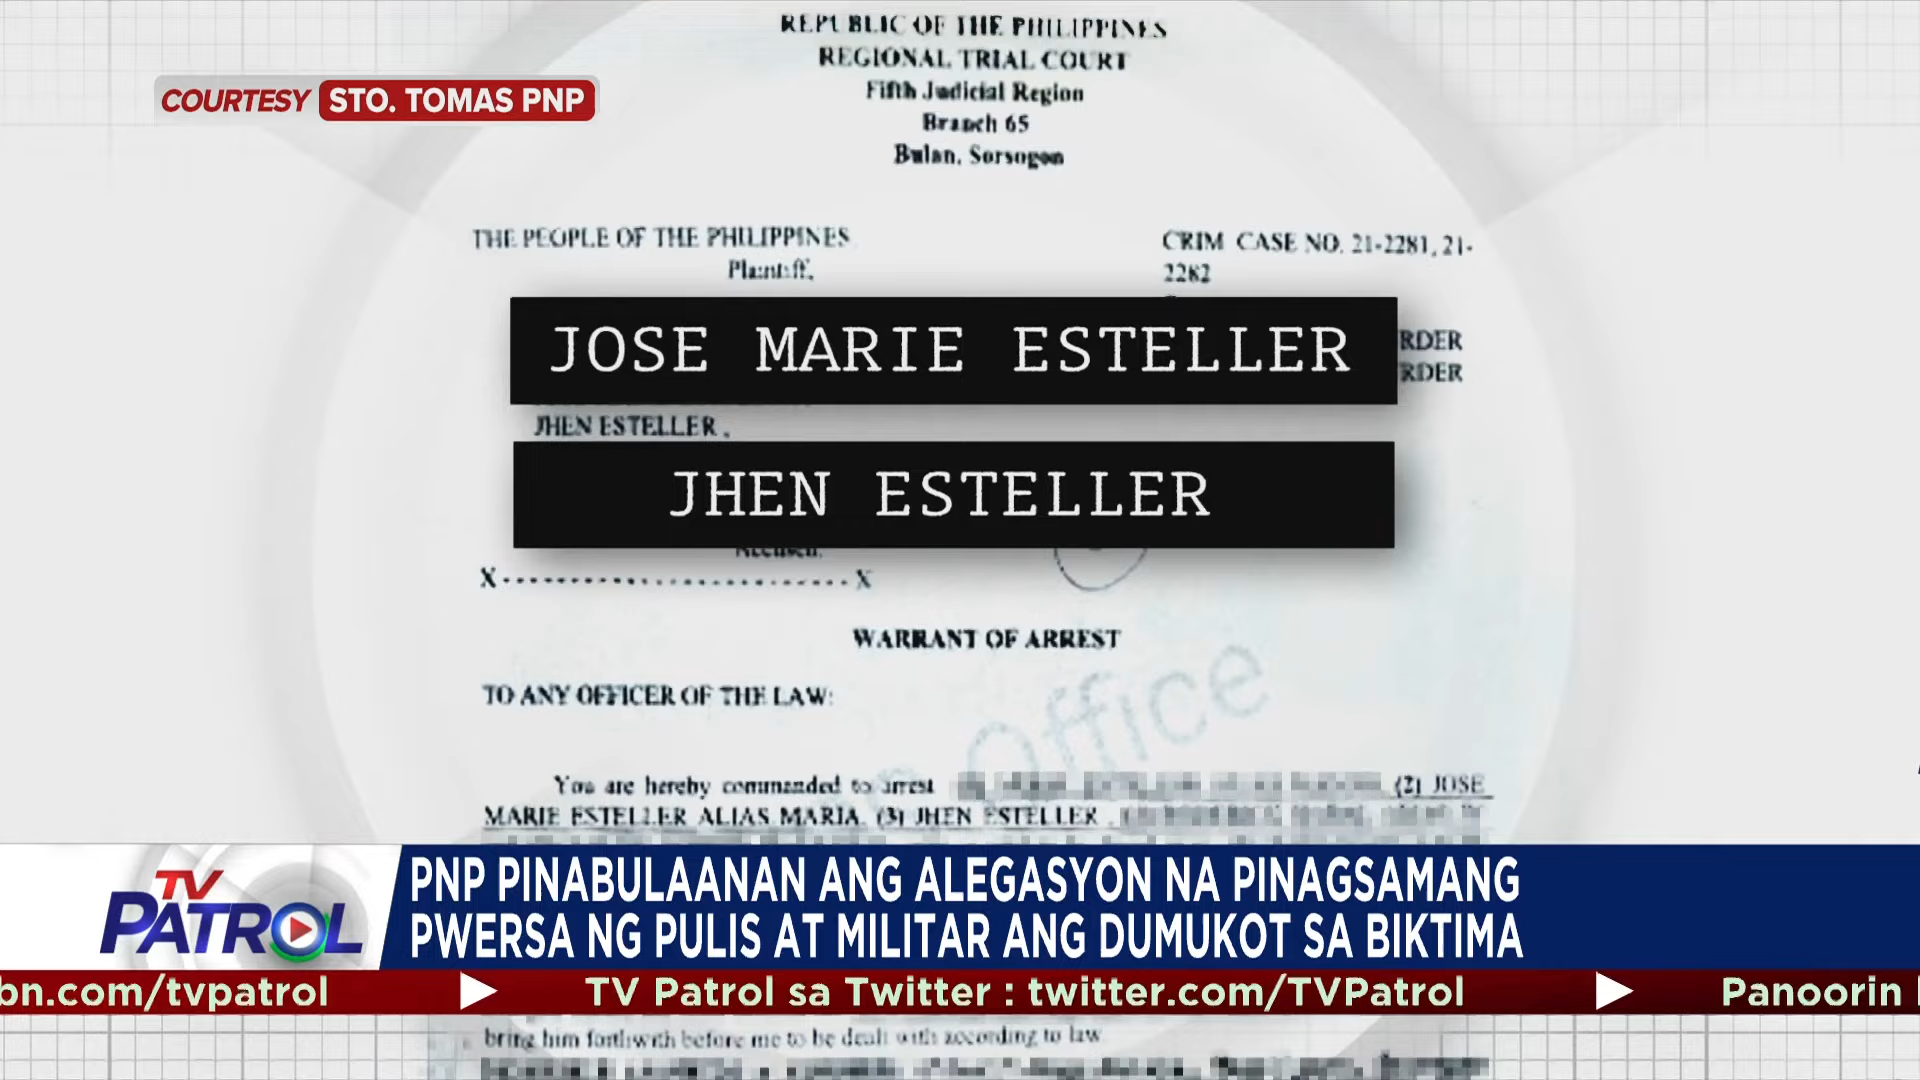 REPUBLIC OF THE PHILIPPINES
REGIONAL TRIAL COURT
Fifth Judicial Region
Branch 65
Bulan, Sorsogon
COURTESY STO. TOMAS PNP
THE PEOPLE OF THE PHILIPPINES
Plaintiff,
CRIM CASE NO. 21-2281, 21-
2282
JOSE MARIE ESTELLER
RDER
RDER
JHEN ESTELLER ,
JHEN ESTELLER
Accused.
X - - - - - - - - - - - - - - - - - - - - - - - - - X
WARRANT OF ARREST
TO ANY OFFICER OF THE LAW:
Office
You are hereby commanded to arrest (2) JOSE
MARIE ESTELLER ALIAS MARIA, (3) JHEN ESTELLER ,
TV PATROL
PNP PINABULAANAN ANG ALEGASYON NA PINAGSAMANG
PWERSA NG PULIS AT MILITAR ANG DUMUKOT SA BIKTIMA
bn.com/tvpatrol TV Patrol sa Twitter : twitter.com/TVPatrol Panoorin
bring him forthwith before me to be dealt with according to law